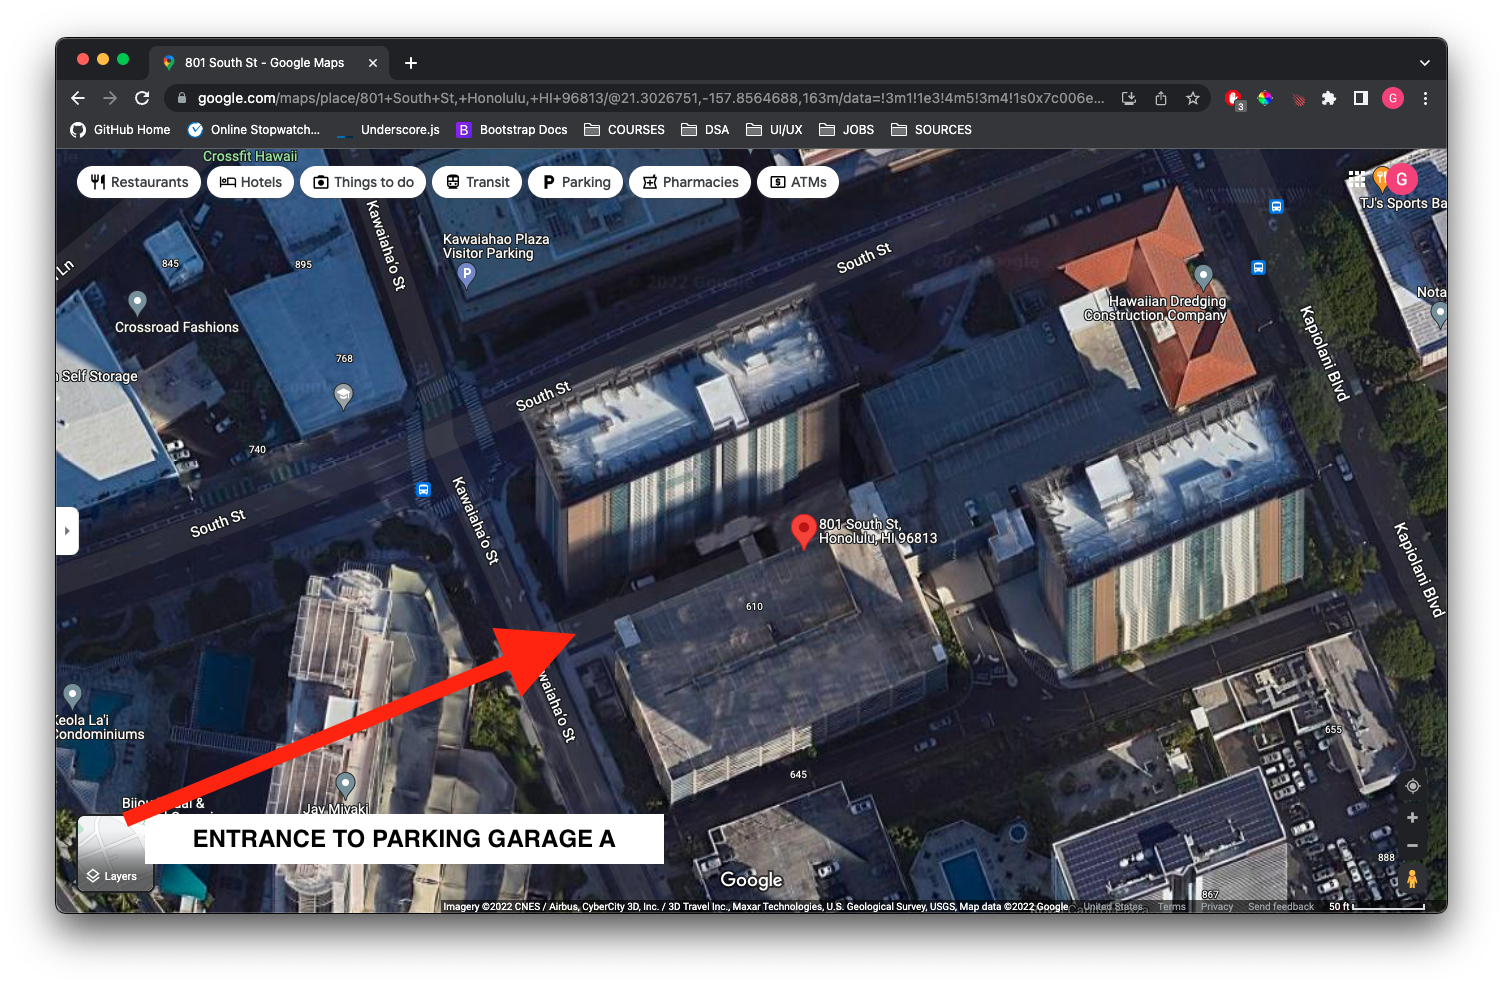 801 South St - Google Maps
google.com/maps/place/801+South+St,+Honolulu,+HI+96813/@21.3026751,-157.8564688,163m/data=!3m1!1e3!4m5!3m4!1s0x7c006e...
3
G
GitHub Home
Online Stopwatch...
Underscore.js
B
Bootstrap Docs
COURSES
DSA
UI/UX
JOBS
SOURCES
Crossfit Hawaii
Restaurants
Hotels
Things to do
Transit
P Parking
Pharmacies
ATMs
G
TJ's Sports Ba
Kawaiaha'o St
Kawaiahao Plaza
Visitor Parking
P
South St
845
895
Ln
Hawaiian Dredging
Construction Company
Nota
Crossroad Fashions
Kapiolani Blvd
768
Self Storage
South St
740
Kawaiaha'o St
South St
801 South St,
Honolulu, HI 96813
Kapiolani Blvd
610
waiaha'o St
Keola La'i
Condominiums
655
645
Jay Miyaki
ENTRANCE TO PARKING GARAGE A
888
Layers
Google
867
Imagery ©2022 CNES / Airbus, CyberCity 3D, Inc. / 3D Travel Inc., Maxar Technologies, U.S. Geological Survey, USGS, Map data ©2022 Google
United States
Terms
Privacy
Send feedback
50 ft